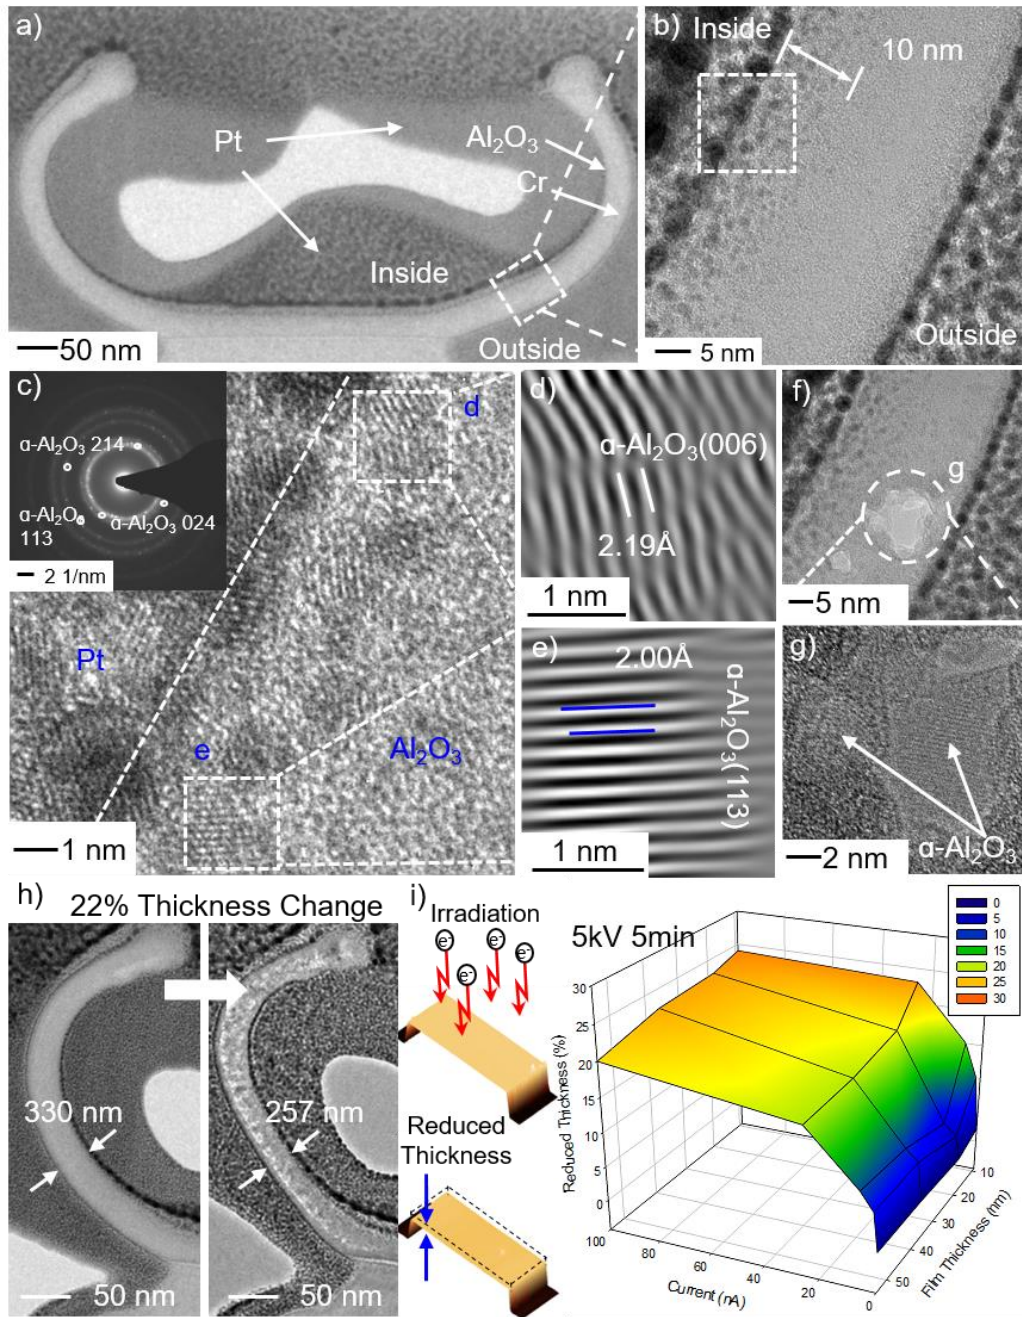 a)
Pt
Al₂O₃
Cr
Inside
Outside
50 nm
b)
Inside
10 nm
Outside
5 nm
c)
α-Al₂O₃ 214
α-Al₂O
113
α-Al₂O₃ 024
2 1/nm
d
Pt
e
Al₂O₃
1 nm
d)
α-Al₂O₃(006)
2.19Å
1 nm
e)
2.00Å
α-Al₂O₃(113)
1 nm
f)
g
5 nm
g)
α-Al₂O₃
2 nm
h)
22% Thickness Change
330 nm
257 nm
50 nm
50 nm
i)
Irradiation
e⁻
e⁻
e⁻
e⁻
Reduced
Thickness
5kV 5min
0
5
10
15
20
25
30
Reduced Thickness (%)
30
25
20
15
10
5
0
100
80
60
40
20
0
Current (nA)
10
20
30
40
50
Film Thickness (nm)